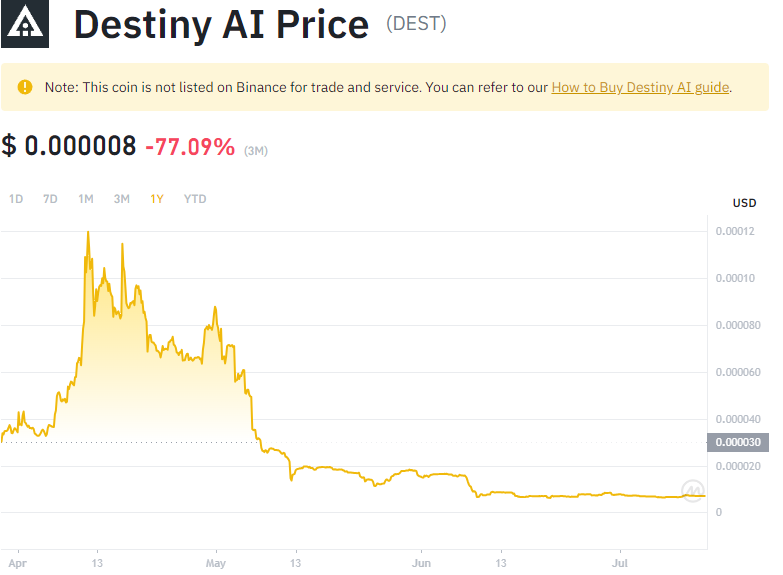 Destiny AI Price (DEST)
Note: This coin is not listed on Binance for trade and service. You can refer to our How to Buy Destiny AI guide.
$ 0.000008 -77.09% (3M)
1D 7D 1M 3M 1Y YTD
USD
0.00012
0.00010
0.000080
0.000060
0.000040
0.000030
0.000020
0
Apr 13 May 13 Jun 13 Jul